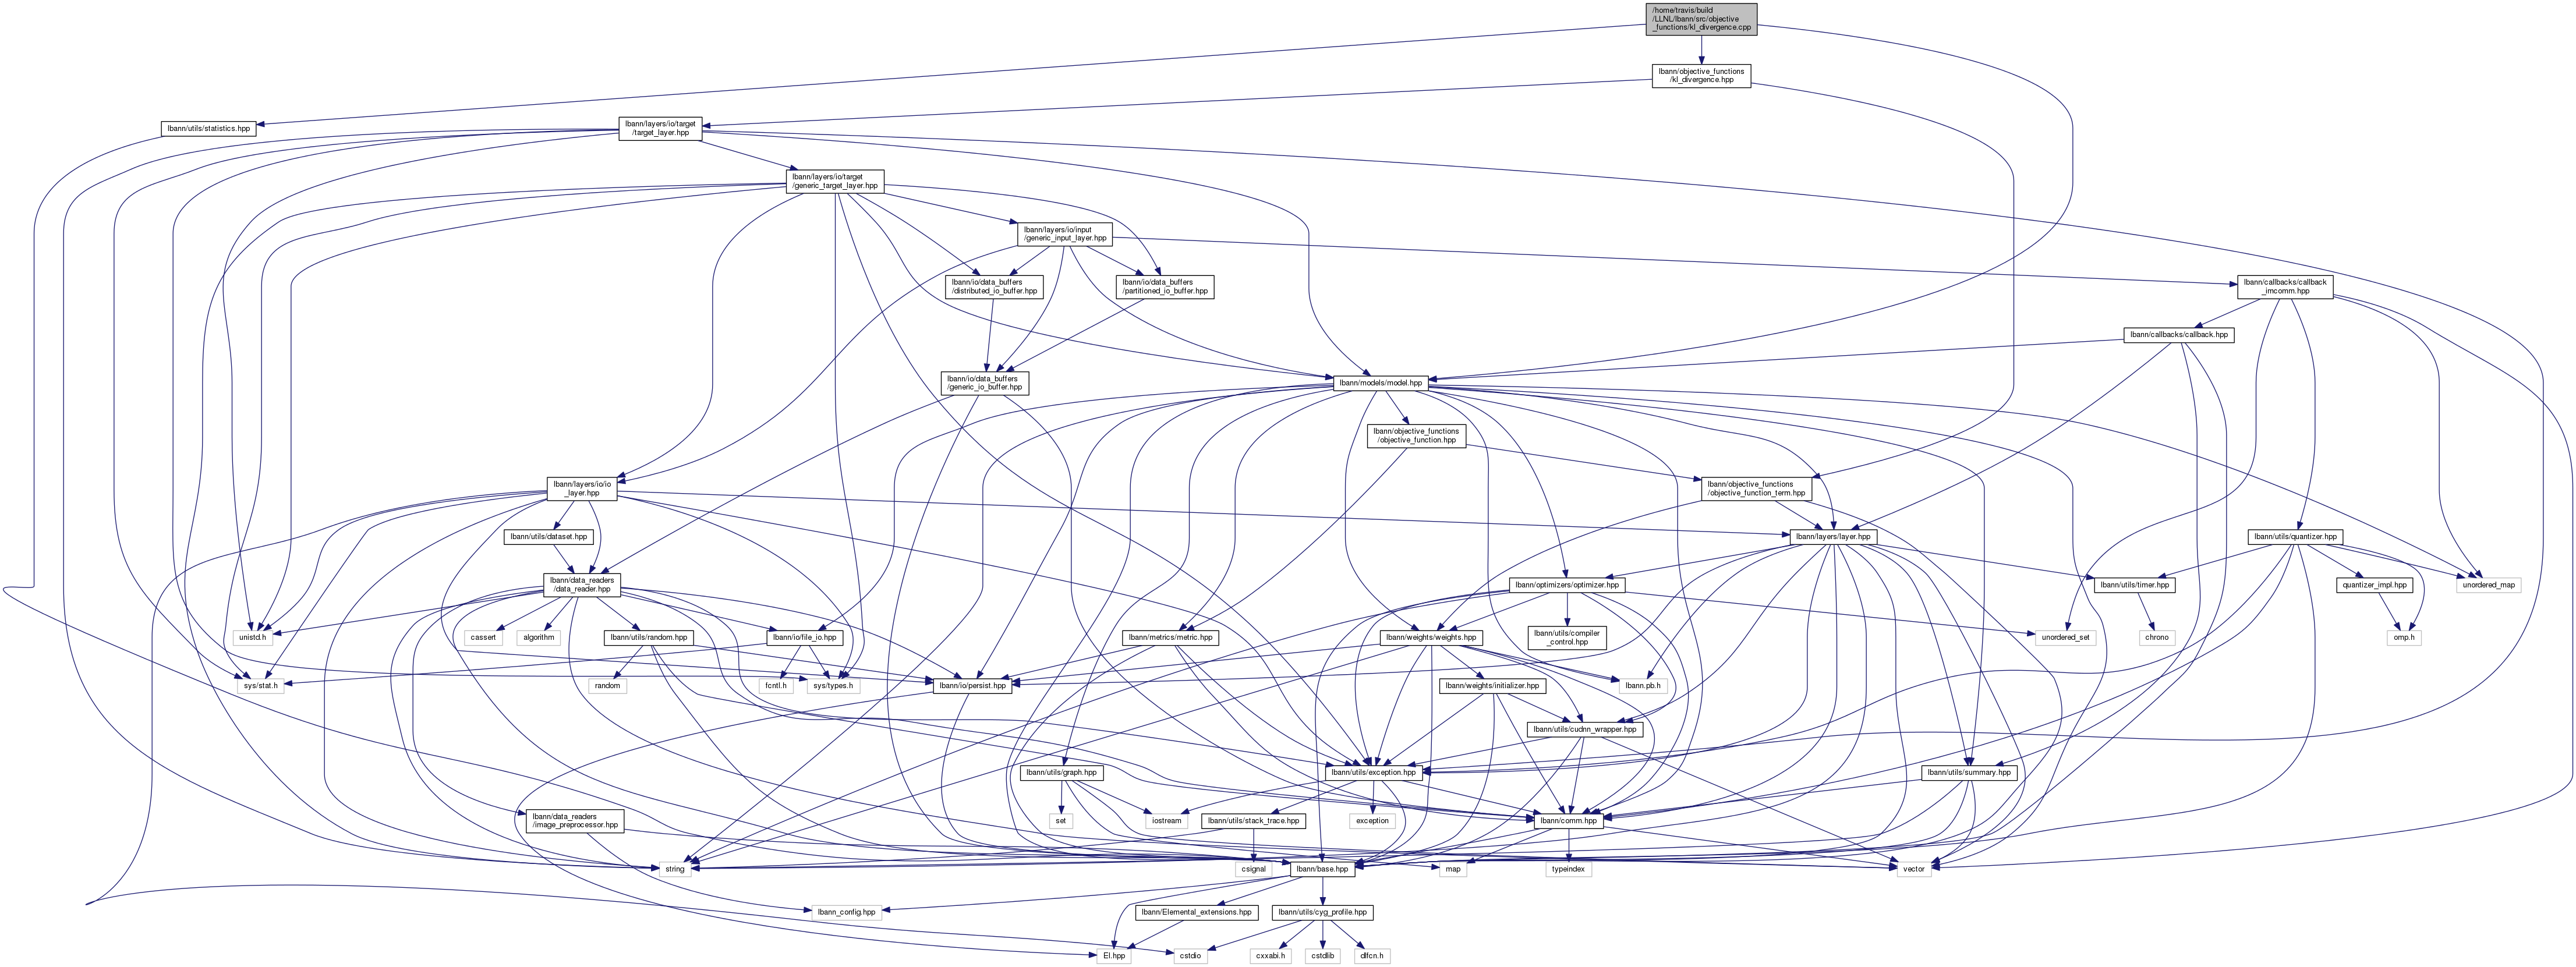 /home/travis/build
/LLNL/lbann/src/objective
_functions/kl_divergence.cpp
lbann/objective_functions
/kl_divergence.hpp
lbann/utils/statistics.hpp
lbann/layers/io/target
/target_layer.hpp
lbann/layers/io/target
/generic_target_layer.hpp
lbann/layers/io/input
/generic_input_layer.hpp
lbann/io/data_buffers
/distributed_io_buffer.hpp
lbann/io/data_buffers
/partitioned_io_buffer.hpp
lbann/callbacks/callback
_imcomm.hpp
lbann/callbacks/callback.hpp
lbann/io/data_buffers
/generic_io_buffer.hpp
lbann/models/model.hpp
lbann/objective_functions
/objective_function.hpp
lbann/layers/io/io
_layer.hpp
lbann/objective_functions
/objective_function_term.hpp
lbann/utils/dataset.hpp
lbann/layers/layer.hpp
lbann/utils/quantizer.hpp
lbann/data_readers
/data_reader.hpp
lbann/optimizers/optimizer.hpp
lbann/utils/timer.hpp
quantizer_impl.hpp
unordered_map
unistd.h
cassert
algorithm
lbann/utils/random.hpp
lbann/io/file_io.hpp
lbann/metrics/metric.hpp
lbann/weights/weights.hpp
lbann/utils/compiler
_control.hpp
unordered_set
chrono
omp.h
sys/stat.h
random
fcntl.h
sys/types.h
lbann/io/persist.hpp
lbann/weights/initializer.hpp
lbann.pb.h
lbann/utils/cudnn_wrapper.hpp
lbann/utils/graph.hpp
lbann/utils/exception.hpp
lbann/utils/summary.hpp
lbann/data_readers
/image_preprocessor.hpp
set
iostream
lbann/utils/stack_trace.hpp
exception
lbann/comm.hpp
string
csignal
lbann/base.hpp
map
typeindex
vector
lbann_config.hpp
lbann/Elemental_extensions.hpp
lbann/utils/cyg_profile.hpp
El.hpp
cstdio
cxxabi.h
cstdlib
dlfcn.h